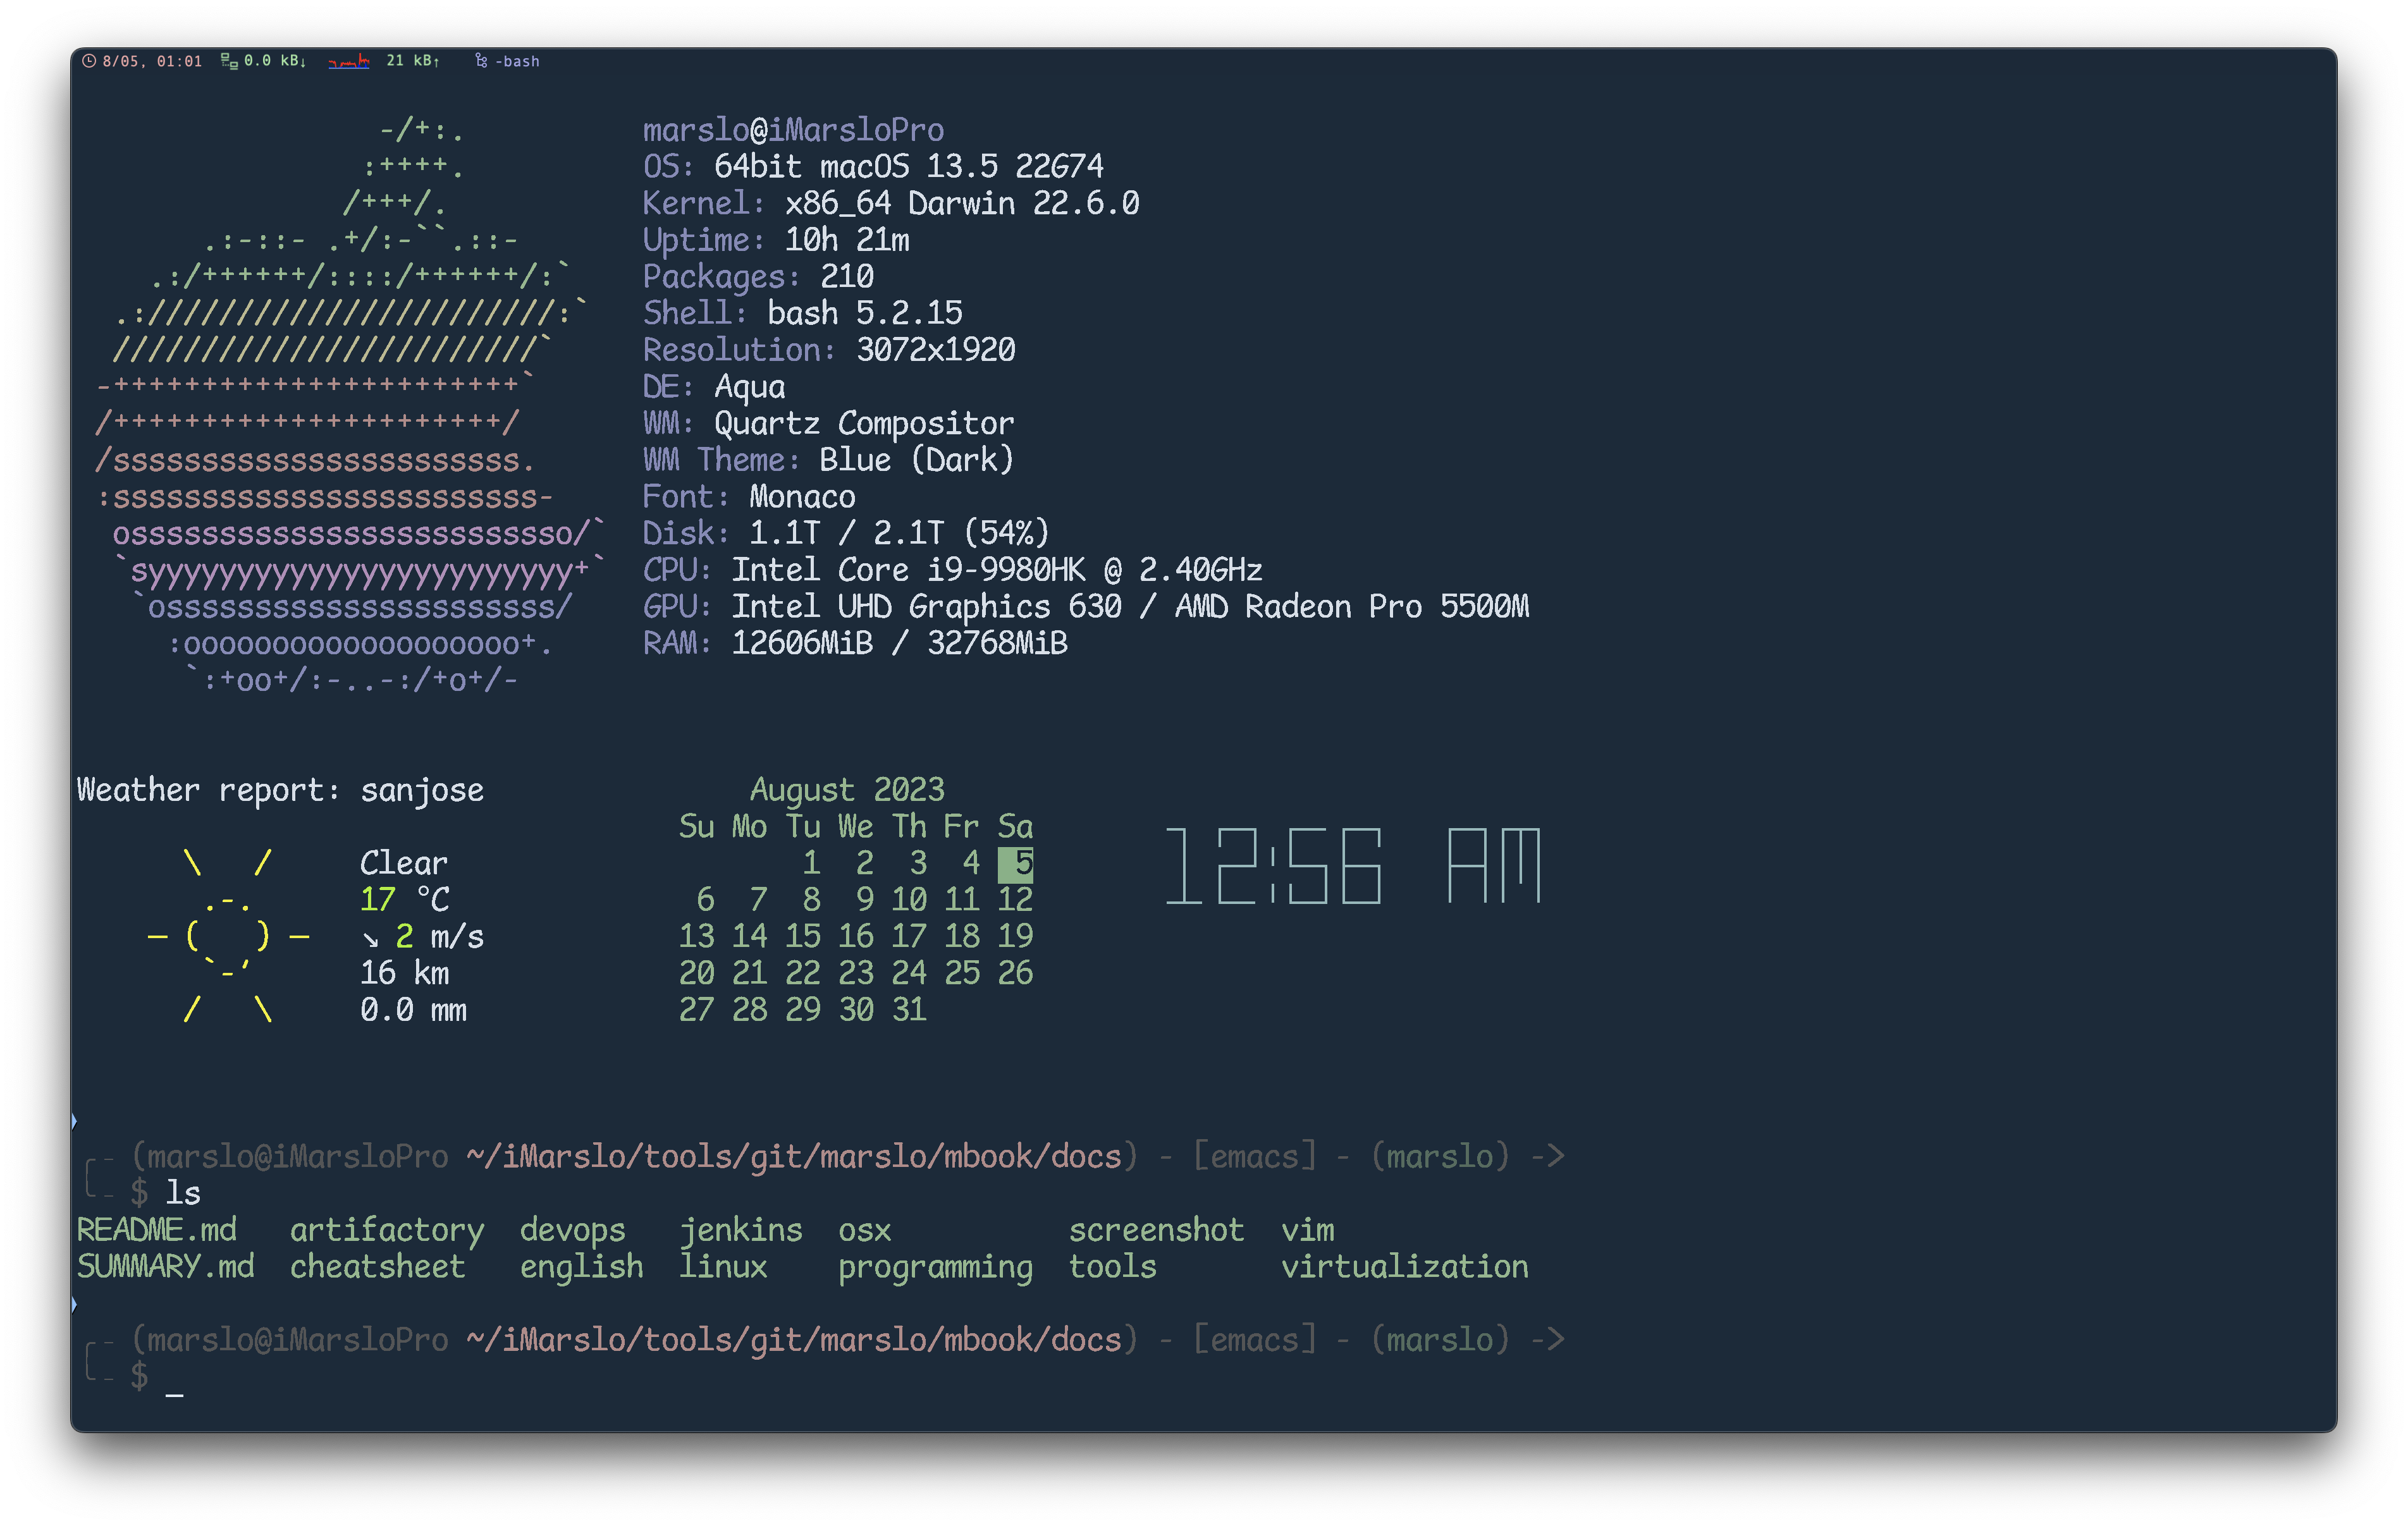 8/05, 01:01 0.0 kB↓ 21 kB↑ -bash
-/+:. marslo@iMarsloPro
:++++. OS: 64bit macOS 13.5 22G74
/+++/. Kernel: x86_64 Darwin 22.6.0
.:-::- .+/:-``.::- Uptime: 10h 21m
.:/++++++/::::/++++++/:` Packages: 210
.:///////////////////////:` Shell: bash 5.2.15
////////////////////////` Resolution: 3072x1920
-+++++++++++++++++++++++` DE: Aqua
/++++++++++++++++++++++/ WM: Quartz Compositor
/sssssssssssssssssssssss. WM Theme: Blue (Dark)
:ssssssssssssssssssssssss- Font: Monaco
osssssssssssssssssssssssso/` Disk: 1.1T / 2.1T (54%)
`syyyyyyyyyyyyyyyyyyyyyyyy+` CPU: Intel Core i9-9980HK @ 2.40GHz
`ossssssssssssssssssssss/ GPU: Intel UHD Graphics 630 / AMD Radeon Pro 5500M
:ooooooooooooooooooo+. RAM: 12606MiB / 32768MiB
`:+oo+/:-..-:/+o+/-
Weather report: sanjose August 2023
Su Mo Tu We Th Fr Sa
\ / Clear 1 2 3 4 5 12:56 AM
.-. 17 °C 6 7 8 9 10 11 12
— ( ) — ↘ 2 m/s 13 14 15 16 17 18 19
`-’ 16 km 20 21 22 23 24 25 26
/ \ 0.0 mm 27 28 29 30 31
(marslo@iMarsloPro ~/iMarslo/tools/git/marslo/mbook/docs) - [emacs] - (marslo) ->
$ ls
README.md artifactory devops jenkins osx screenshot vim
SUMMARY.md cheatsheet english linux programming tools virtualization
(marslo@iMarsloPro ~/iMarslo/tools/git/marslo/mbook/docs) - [emacs] - (marslo) ->
$ _